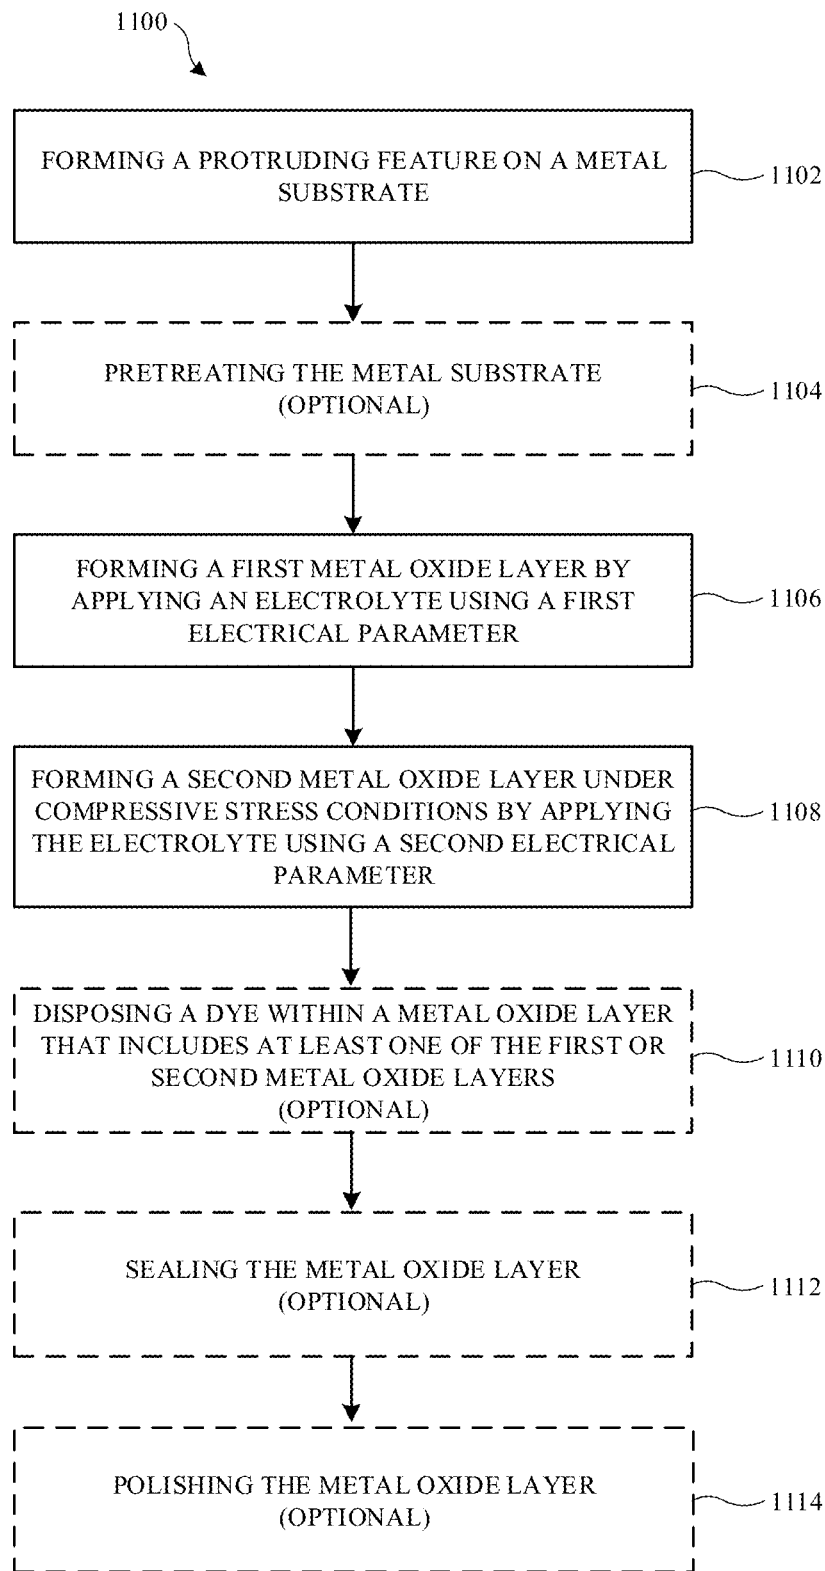 1100
FORMING A PROTRUDING FEATURE ON A METAL
SUBSTRATE
1102
PRETREATING THE METAL SUBSTRATE
(OPTIONAL)
1104
FORMING A FIRST METAL OXIDE LAYER BY
APPLYING AN ELECTROLYTE USING A FIRST
ELECTRICAL PARAMETER
1106
FORMING A SECOND METAL OXIDE LAYER UNDER
COMPRESSIVE STRESS CONDITIONS BY APPLYING
THE ELECTROLYTE USING A SECOND ELECTRICAL
PARAMETER
1108
DISPOSING A DYE WITHIN A METAL OXIDE LAYER
THAT INCLUDES AT LEAST ONE OF THE FIRST OR
SECOND METAL OXIDE LAYERS
(OPTIONAL)
1110
SEALING THE METAL OXIDE LAYER
(OPTIONAL)
1112
POLISHING THE METAL OXIDE LAYER
(OPTIONAL)
1114